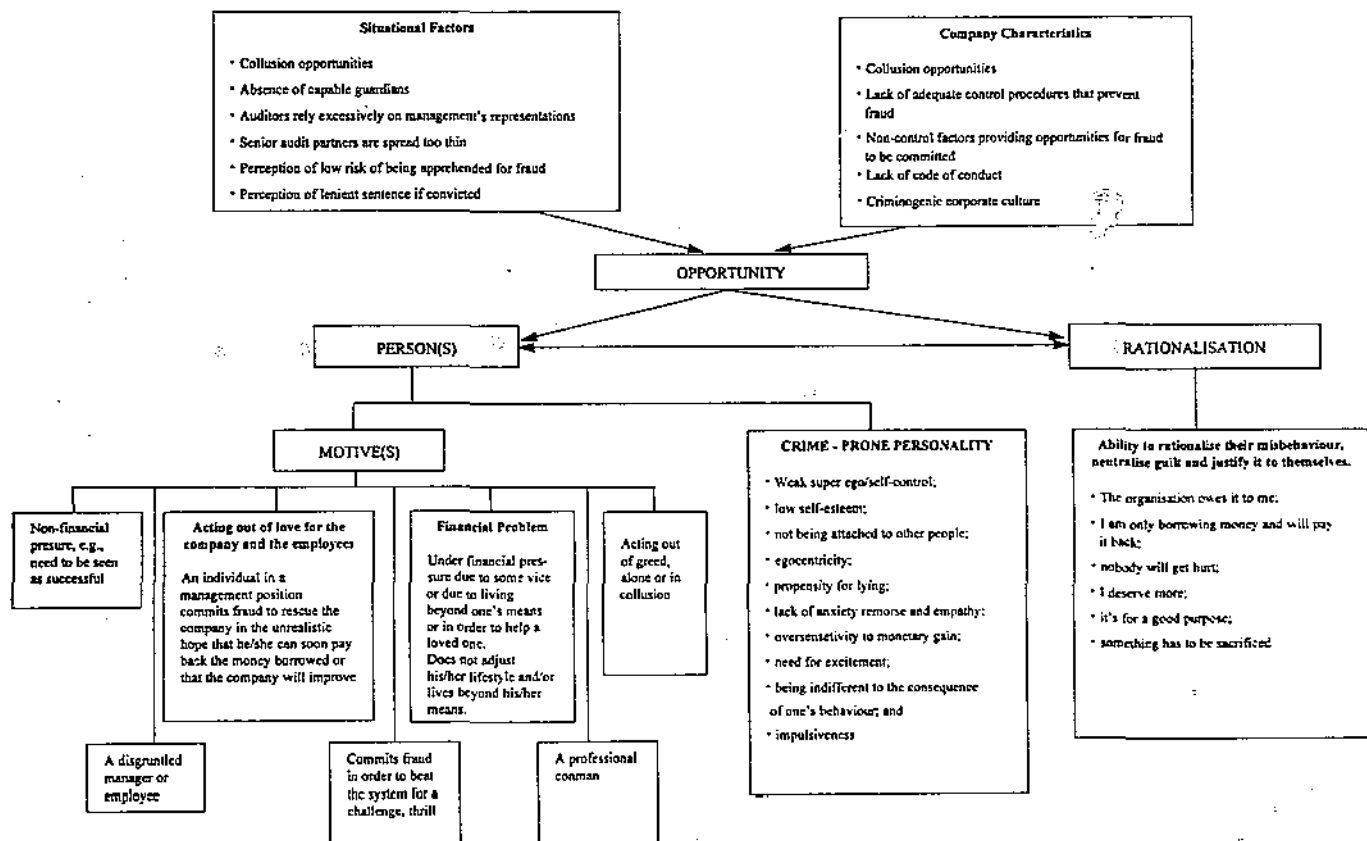 Situational Factors
• Collusion opportunities
• Absence of capable guardians
• Auditors rely excessively on management's representations
• Senior audit partners are spread too thin
• Perception of low risk of being apprehended for fraud
• Perception of lenient sentence if convicted
Company Characteristics
• Collusion opportunities
• Lack of adequate control procedures that prevent
fraud
• Non-control factors providing opportunities for fraud
to be committed
• Lack of code of conduct
• Criminogenic corporate culture
OPPORTUNITY
PERSON(S)
RATIONALISATION
MOTIVE(S)
Non-financial
presure, e.g.,
need to be seen
as successful
Acting out of love for the
company and the employees
An individual in a
management position
commits fraud to rescue the
company in the unrealistic
hope that he/she can soon pay
back the money borrowed or
that the company will improve
Financial Problem
Under financial pres-
sure due to some vice
or due to living
beyond one's means
or in order to help a
loved one.
Does not adjust
his/her lifestyle and/or
lives beyond his/her
means.
Acting out
of greed,
alone or in
collusion
A disgruntled
manager or
employee
Commits fraud
in order to beat
the system for a
challenge, thrill
A professional
conman
CRIME - PRONE PERSONALITY
• Weak super ego/self-control;
• low self-esteem;
• not being attached to other people;
• egocentricity;
• propensity for lying;
• lack of anxiety remorse and empathy;
• oversensetivity to monetary gain;
• need for excitement;
• being indifferent to the consequence
of one's behaviour; and
• impulsiveness
Ability to rationalise their misbehaviour,
neutralise guilt and justify it to themselves.
• The organisation owes it to me;
• I am only borrowing money and will pay
it back;
• nobody will get hurt;
• I deserve more;
• it's for a good purpose;
• something has to be sacrificed